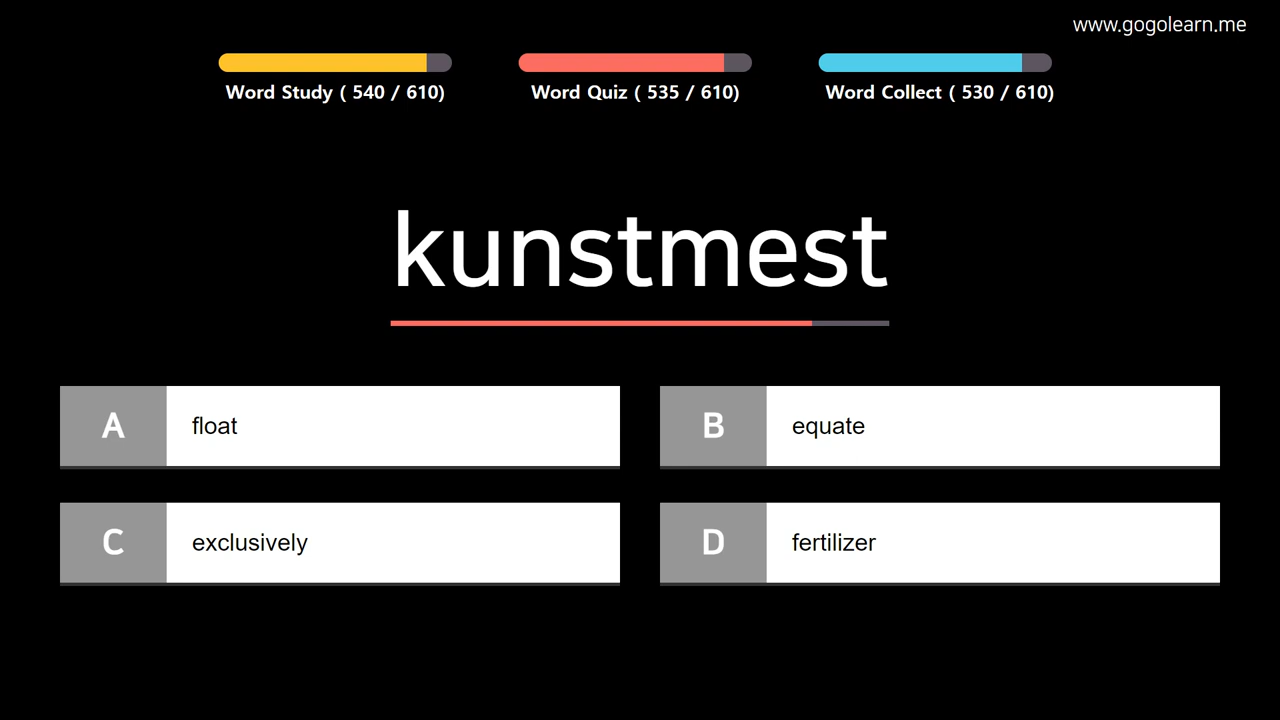 www.gogolearn.me
Word Study ( 540 / 610)
Word Quiz ( 535 / 610)
Word Collect ( 530 / 610)
kunstmest
A float
B equate
C exclusively
D fertilizer